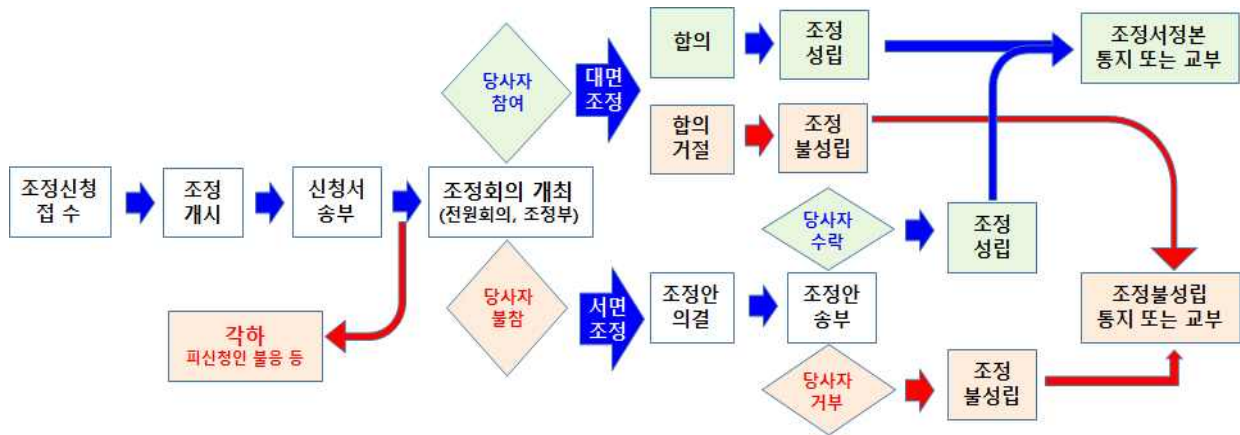 조정신청
접 수
조정
개시
신청서
송부
조정회의 개최
(전원회의, 조정부)
각하
피신청인 불응 등
당사자
참여
대면
조정
합의
조정
성립
조정서정본
통지 또는 교부
합의
거절
조정
불성립
당사자
불참
서면
조정
조정안
의결
조정안
송부
당사자
수락
조정
성립
당사자
거부
조정
불성립
조정불성립
통지 또는 교부